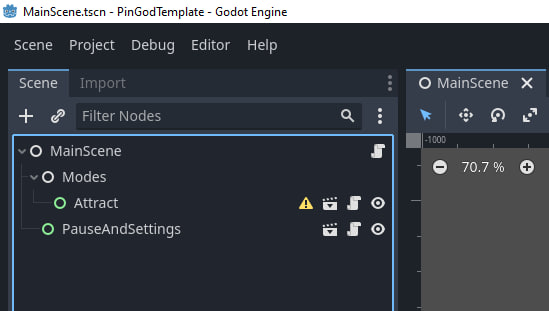 MainScene.tscn - PinGodTemplate - Godot Engine
Scene Project Debug Editor Help
Scene Import MainScene
Filter Nodes
-1000
MainScene
Modes 70.7 %
Attract
PauseAndSettings